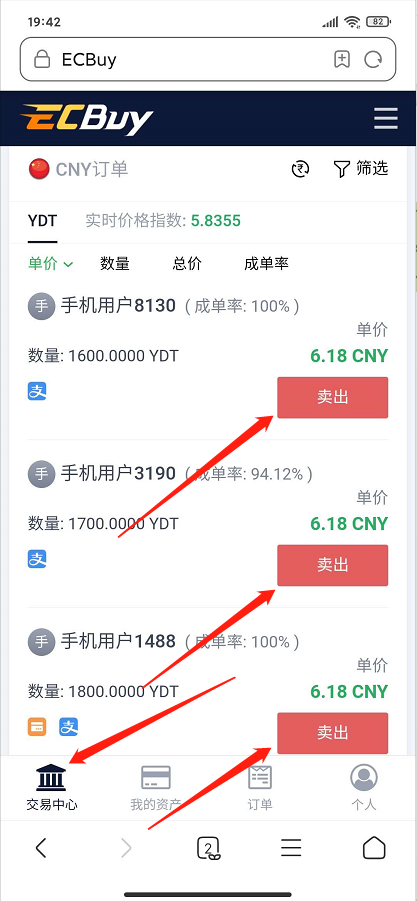 19:42
82
ECBuy
ECBuy
CNY订单
筛选
YDT 实时价格指数: 5.8355
单价 数量 总价 成单率
手 手机用户8130 ( 成单率: 100% )
单价
数量: 1600.0000 YDT 6.18 CNY
支 卖出
手 手机用户3190 ( 成单率: 94.12% )
单价
数量: 1700.0000 YDT 6.18 CNY
支 卖出
手 手机用户1488 ( 成单率: 100% )
单价
数量: 1800.0000 YDT 6.18 CNY
支 卖出
交易中心 我的资产 订单 个人
2